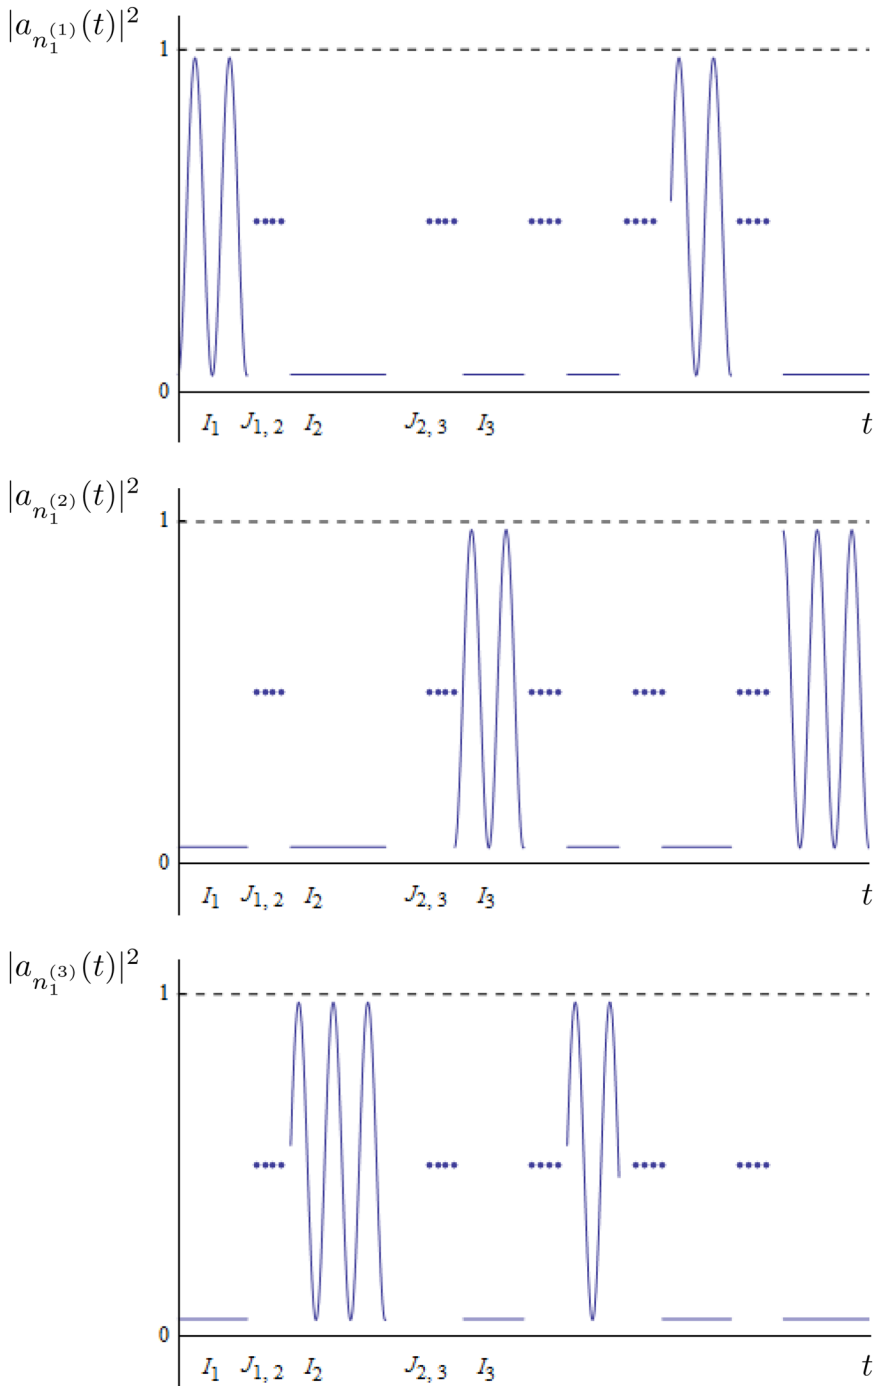 |a_{n_1^{(1)}}(t)|^2
1
0
I_1 J_{1,2} I_2 J_{2,3} I_3 t
|a_{n_1^{(2)}}(t)|^2
1
0
I_1 J_{1,2} I_2 J_{2,3} I_3 t
|a_{n_1^{(3)}}(t)|^2
1
0
I_1 J_{1,2} I_2 J_{2,3} I_3 t